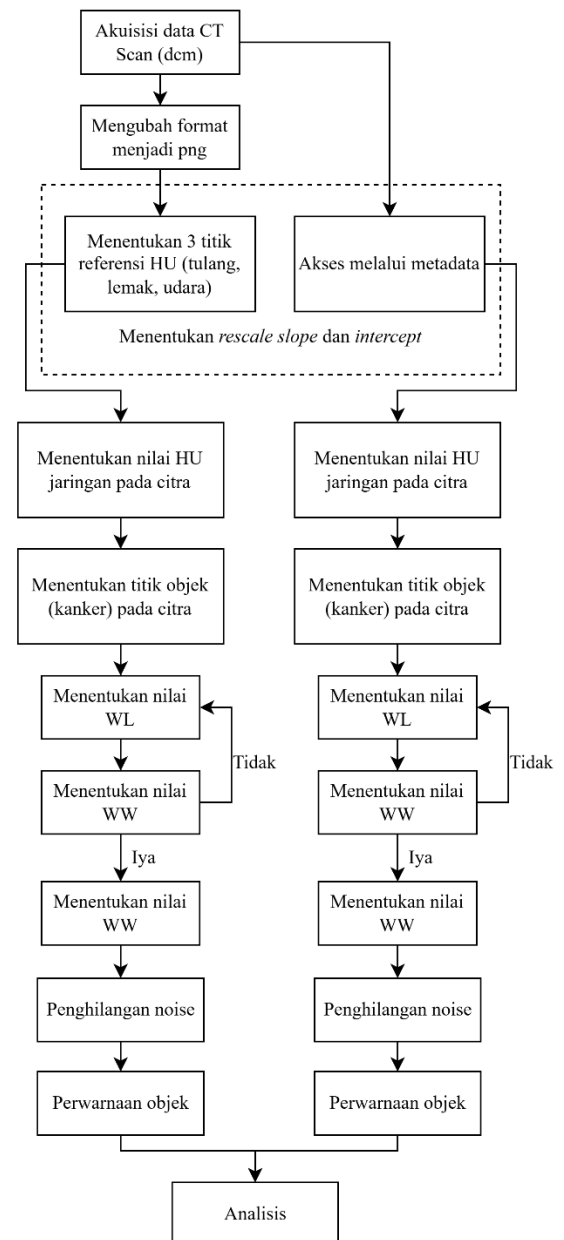 Akuisisi data CT
Scan (dcm)
Mengubah format
menjadi png
Menentukan 3 titik
referensi HU (tulang,
lemak, udara)
Akses melalui metadata
Menentukan rescale slope dan intercept
Menentukan nilai HU
jaringan pada citra
Menentukan titik objek
(kanker) pada citra
Menentukan nilai
WL
Tidak
Menentukan nilai
WW
Iya
Menentukan nilai
WW
Penghilangan noise
Perwarnaan objek
Menentukan nilai HU
jaringan pada citra
Menentukan titik objek
(kanker) pada citra
Menentukan nilai
WL
Tidak
Menentukan nilai
WW
Iya
Menentukan nilai
WW
Penghilangan noise
Perwarnaan objek
Analisis